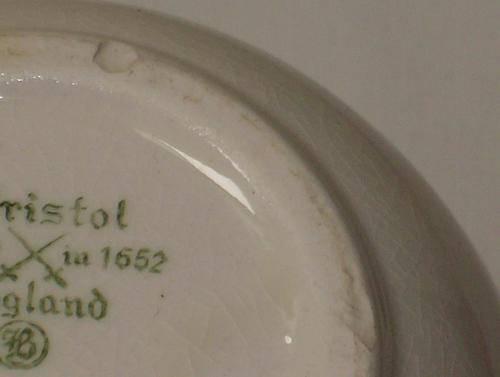 ristol
in 1652
gland